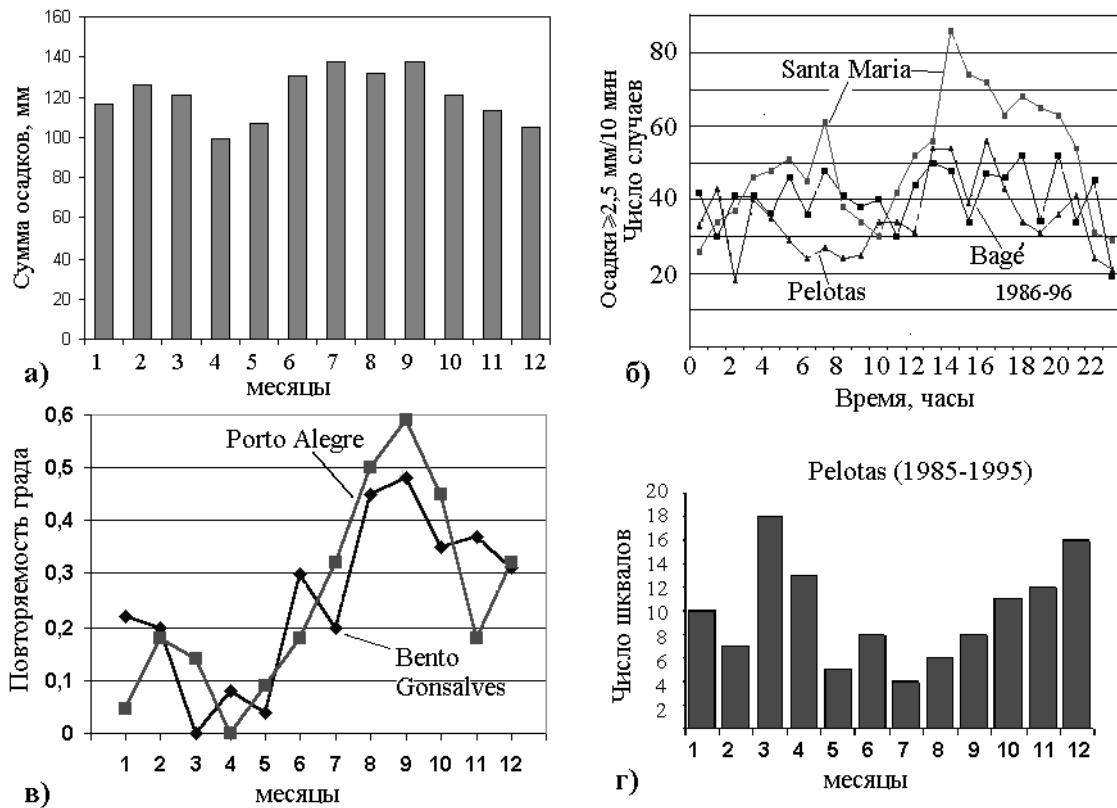 160
140
120
100
80
60
40
20
0
Сумма осадков, мм
1 2 3 4 5 6 7 8 9 10 11 12
месяцы
а)
80
60
40
20
Осадки ⩾2,5 мм/10 мин
Число случаев
Santa Maria
Bagé
Pelotas
1986-96
0 2 4 6 8 10 12 14 16 18 20 22
Время, часы
б)
0,6
0,5
0,4
0,3
0,2
0,1
0
Повторяемость града
Porto Alegre
Bento
Gonsalves
1 2 3 4 5 6 7 8 9 10 11 12
месяцы
в)
Pelotas (1985-1995)
20
18
16
14
12
10
8
6
4
2
Число шквалов
1 2 3 4 5 6 7 8 9 10 11 12
месяцы
г)